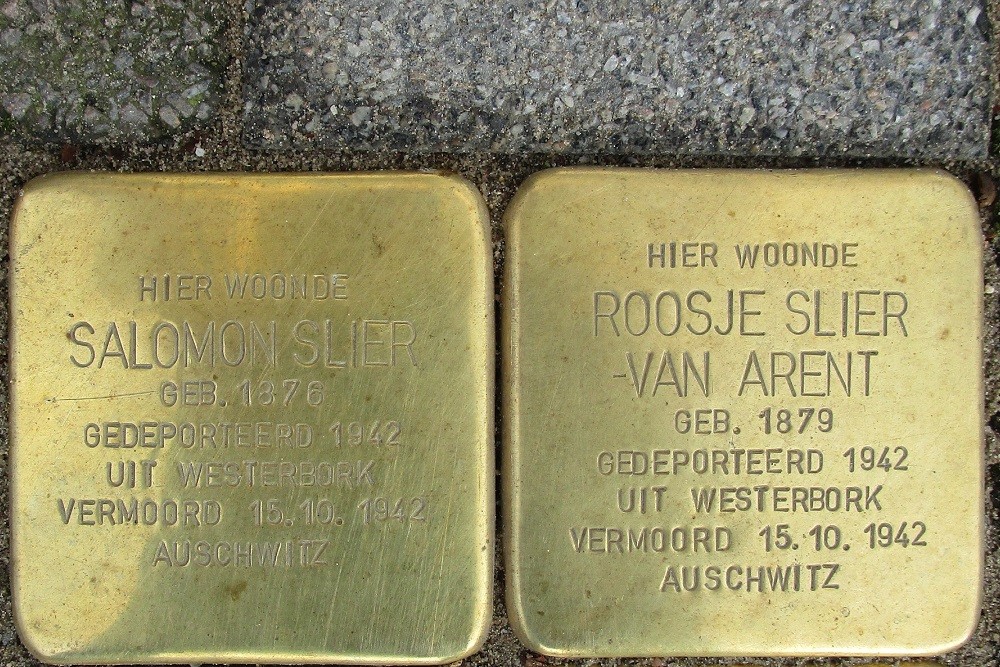 HIER WOONDE
SALOMON SLIER
GEB. 1876
GEDEPORTEERD 1942
UIT WESTERBORK
VERMOORD 15.10.1942
AUSCHWITZ
HIER WOONDE
ROOSJE SLIER
-VAN ARENT
GEB. 1879
GEDEPORTEERD 1942
UIT WESTERBORK
VERMOORD 15.10.1942
AUSCHWITZ